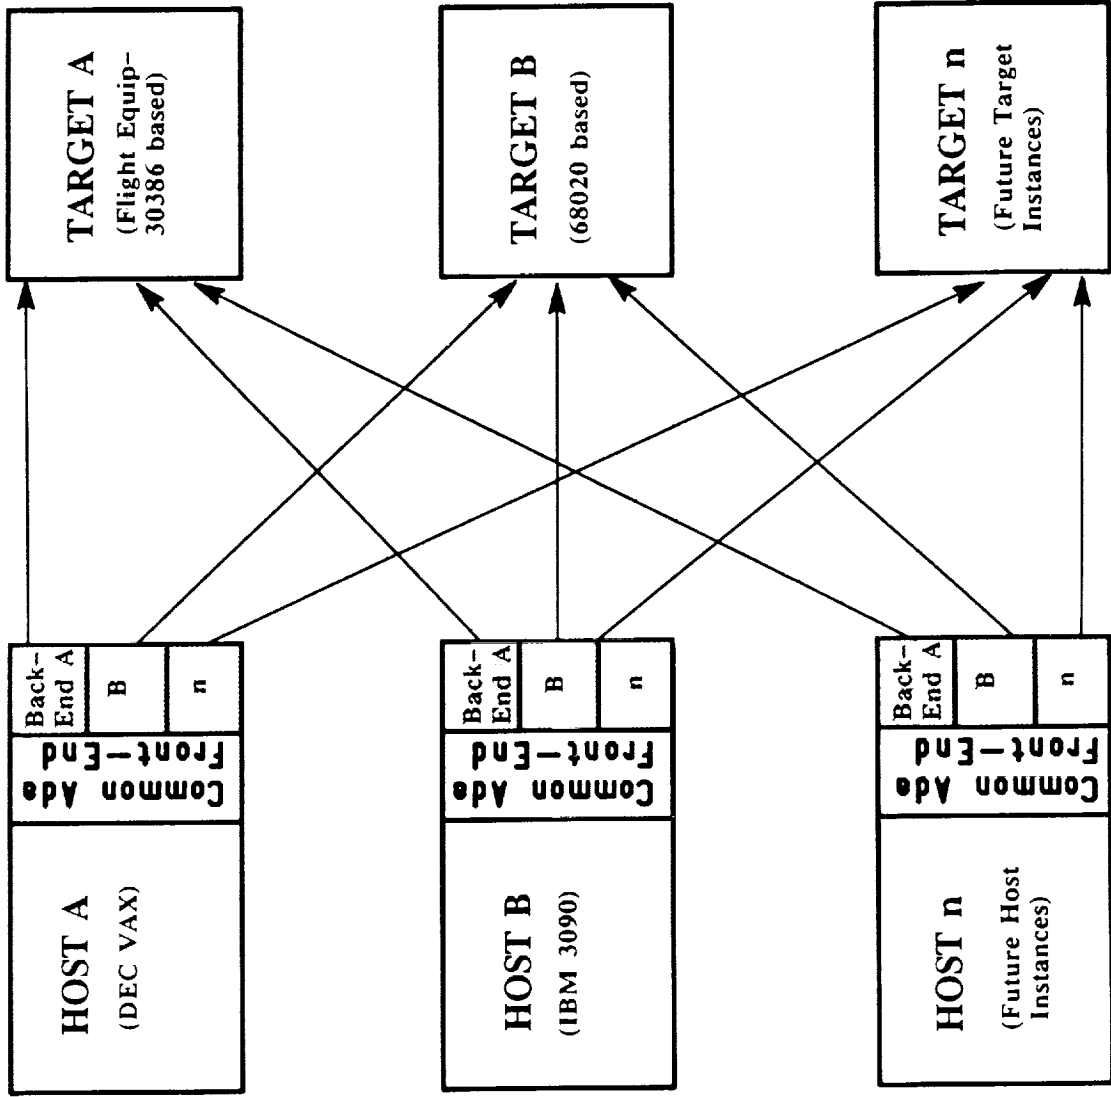 HOST A
(DEC VAX)
Common Ada
Front-End
Back-
End A
B
n
TARGET A
(Flight Equip-
30386 based)
HOST B
(IBM 3090)
Common Ada
Front-End
Back-
End A
B
n
TARGET B
(68020 based)
HOST n
(Future Host
Instances)
Common Ada
Front-End
Back-
End A
B
n
TARGET n
(Future Target
Instances)